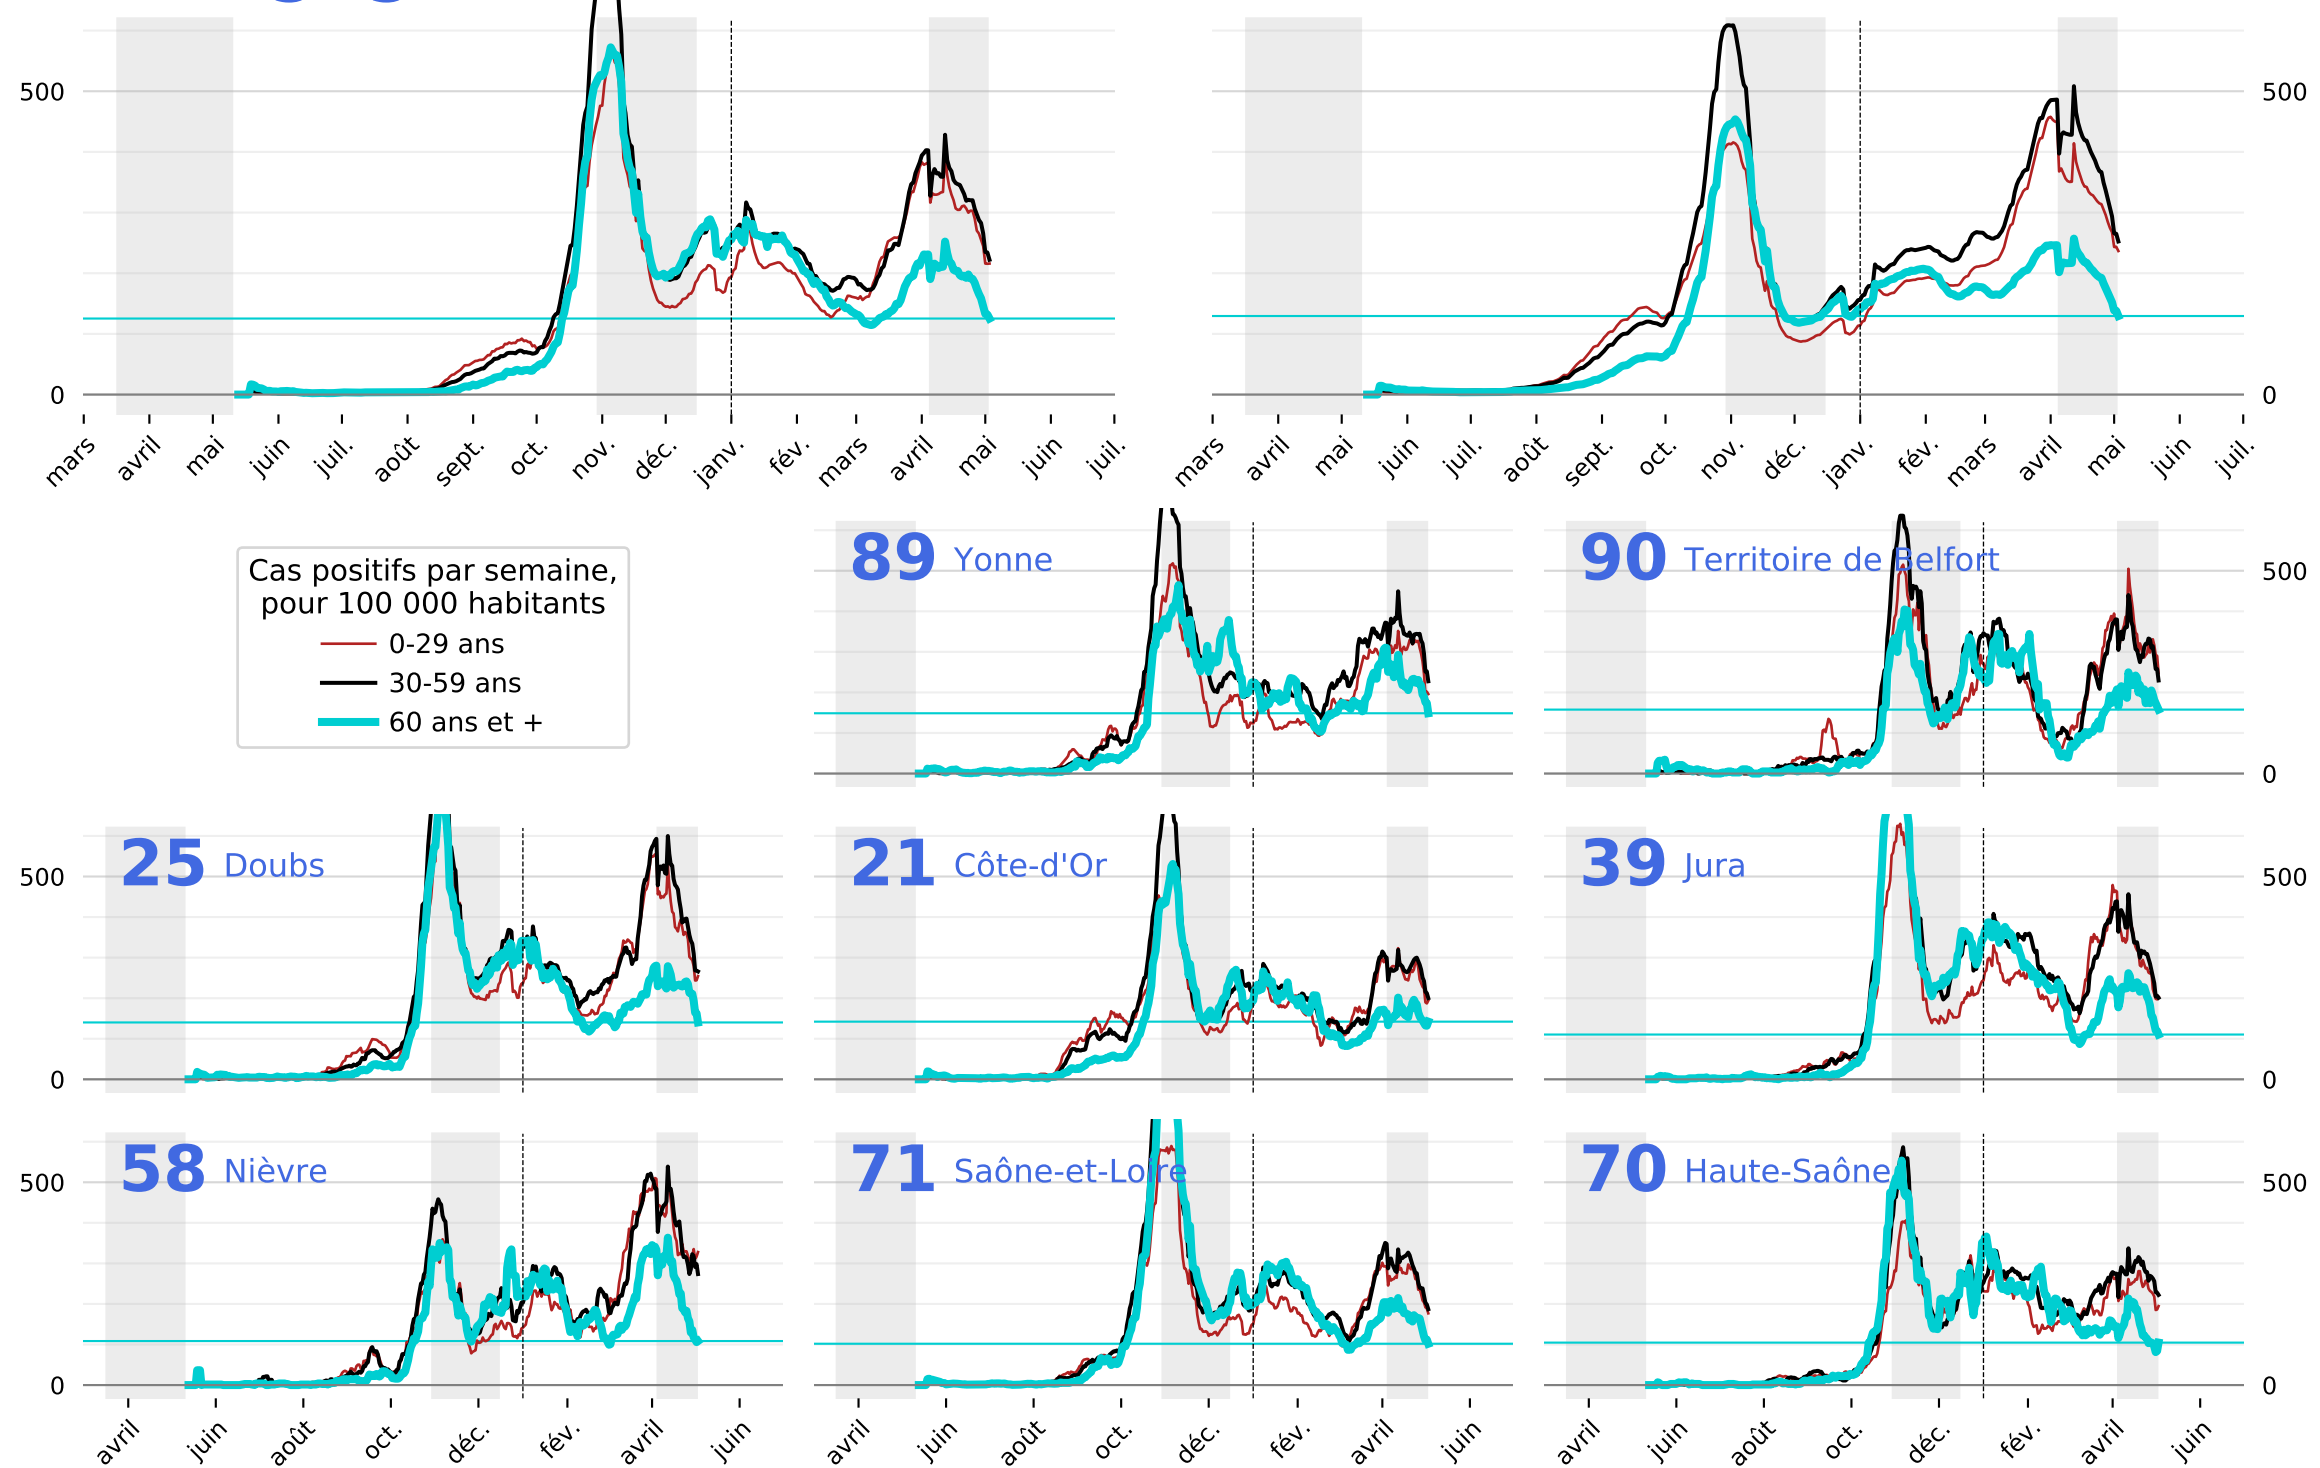 500
0
mars avril mai juin juil. août sept. oct. nov. déc. janv. fév. mars avril mai juin juil.
500
0
mars avril mai juin juil. août sept. oct. nov. déc. janv. fév. mars avril mai juin juil.
Cas positifs par semaine,
pour 100 000 habitants
0-29 ans
30-59 ans
60 ans et +
89 Yonne
90 Territoire de Belfort
500
0
500
0
25 Doubs
21 Côte-d'Or
39 Jura
500
0
500
0
58 Nièvre
71 Saône-et-Loire
70 Haute-Saône
500
0
avril juin août oct. déc. fév. avril juin
avril juin août oct. déc. fév. avril juin
avril juin août oct. déc. fév. avril juin